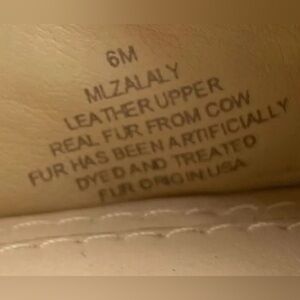 6M
MLZALALY
LEATHER UPPER
REAL FUR FROM COW
FUR HAS BEEN ARTIFICIALLY
DYED AND TREATED
FUR ORIGIN USA